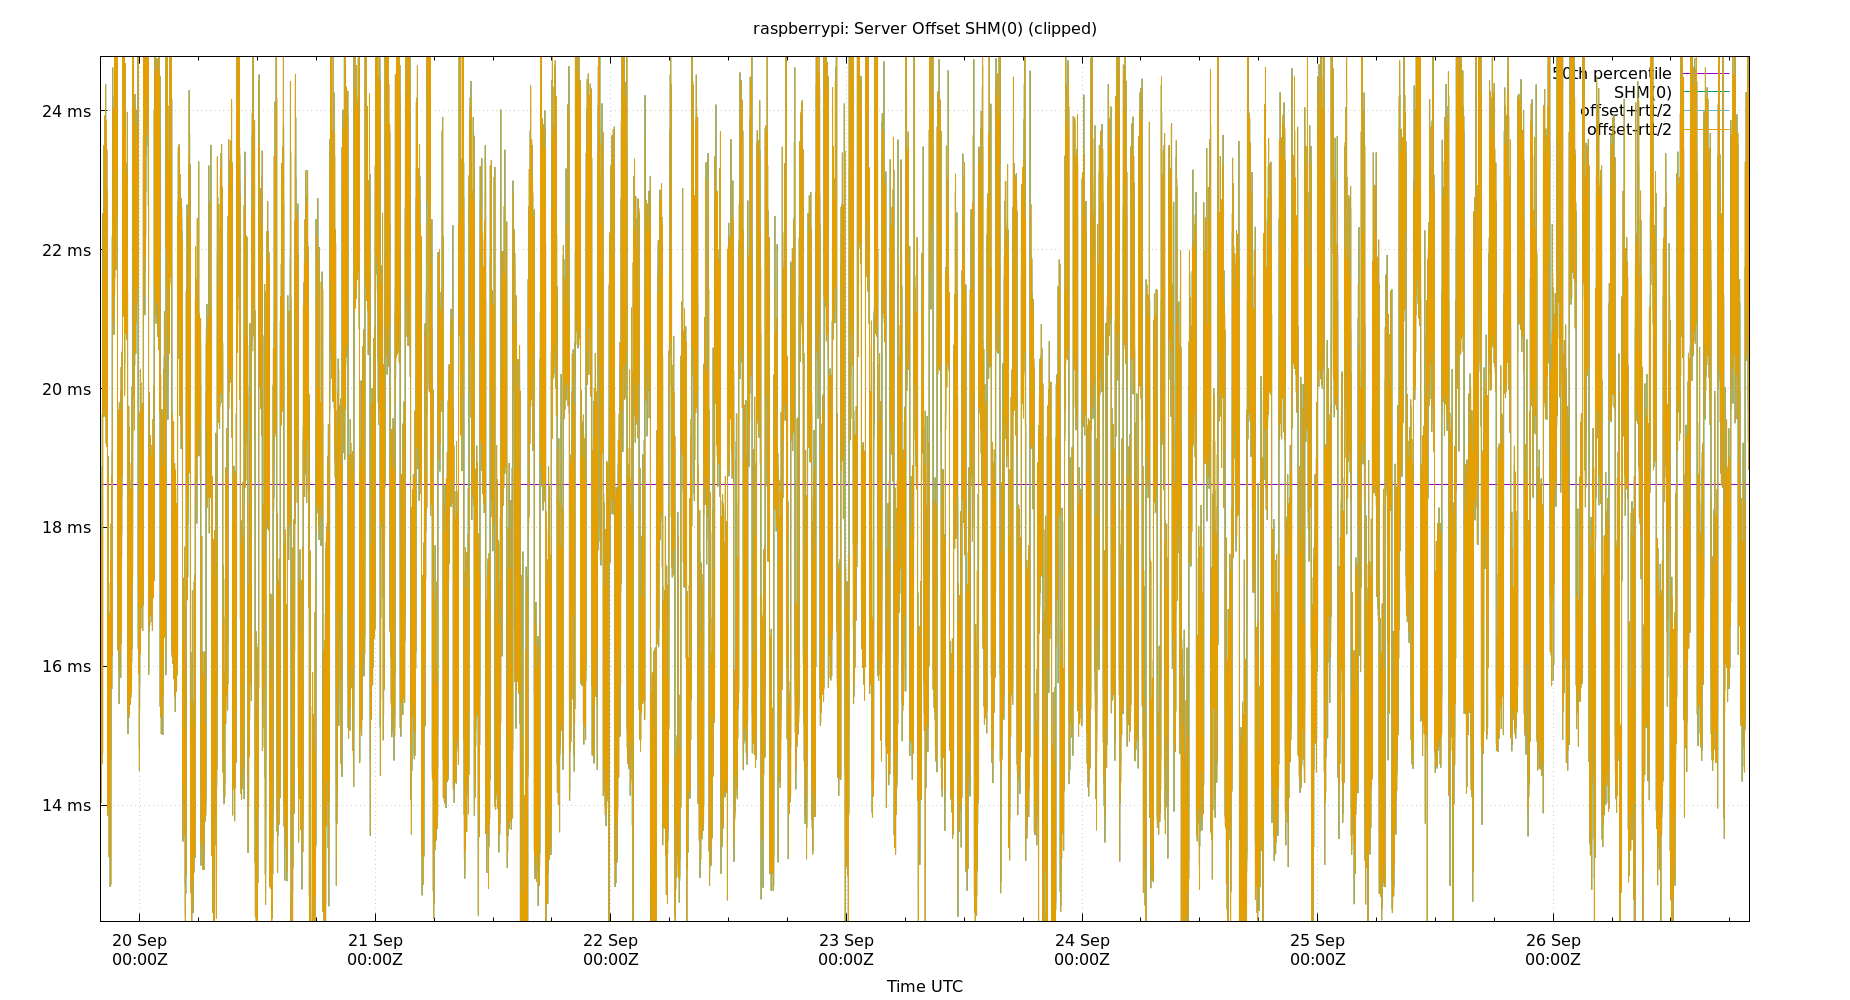 raspberrypi: Server Offset SHM(0) (clipped)
50th percentile
SHM(0)
offset+rtt/2
offset-rtt/2
24 ms
22 ms
20 ms
18 ms
16 ms
14 ms
20 Sep 21 Sep 22 Sep 23 Sep 24 Sep 25 Sep 26 Sep
00:00Z 00:00Z 00:00Z 00:00Z 00:00Z 00:00Z 00:00Z
Time UTC